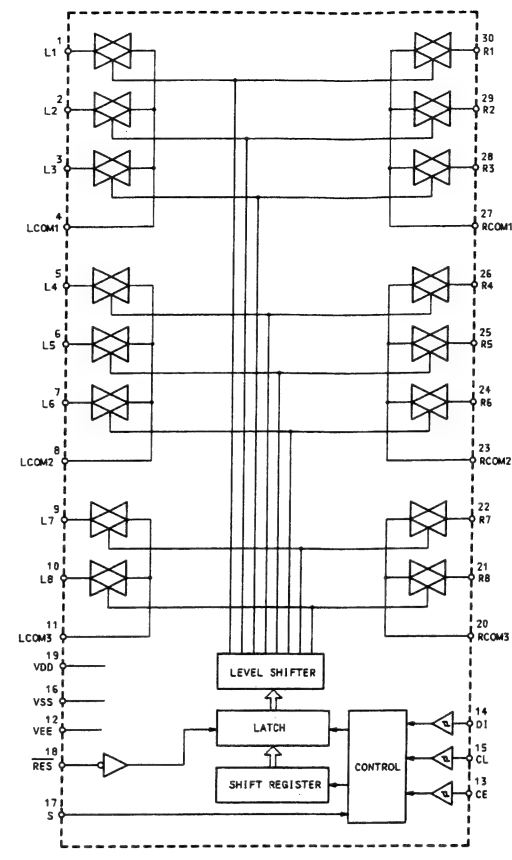 1
L1
30
R1
2
L2
29
R2
3
L3
28
R3
4
LCOM1
27
RCOM1
5
L4
26
R4
6
L5
25
R5
7
L6
24
R6
8
LCOM2
23
RCOM2
9
L7
22
R7
10
L8
21
R8
11
LCOM3
20
RCOM3
19
VDD
LEVEL SHIFTER
16
VSS
12
VEE
LATCH
14
DI
18
RES
CONTROL
15
CL
SHIFT REGISTER
13
CE
17
S